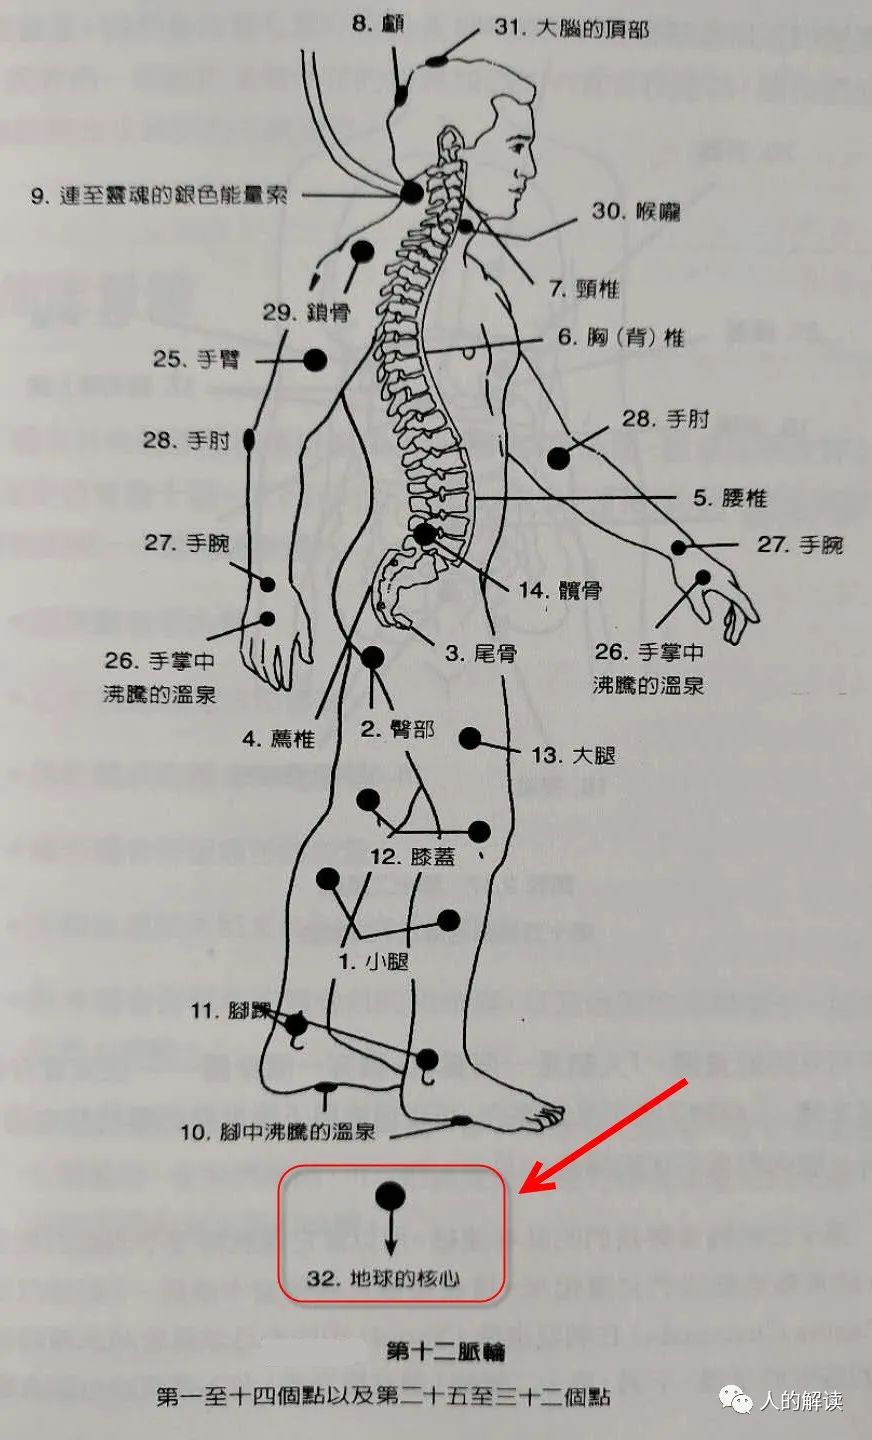 8. 顱
31. 大腦的頂部
9. 連至靈魂的銀色能量索
30. 喉嚨
7. 頸椎
29. 鎖骨
6. 胸(背)椎
25. 手臂
28. 手肘
28. 手肘
5. 腰椎
27. 手腕
27. 手腕
14. 髖骨
26. 手掌中
沸騰的溫泉
3. 尾骨
26. 手掌中
沸騰的溫泉
4. 薦椎
2. 臀部
13. 大腿
12. 膝蓋
1. 小腿
11. 腳踝
10. 腳中沸騰的溫泉
32. 地球的核心
第十二脈輪
第一至十四個點以及第二十五至三十二個點
人的解读